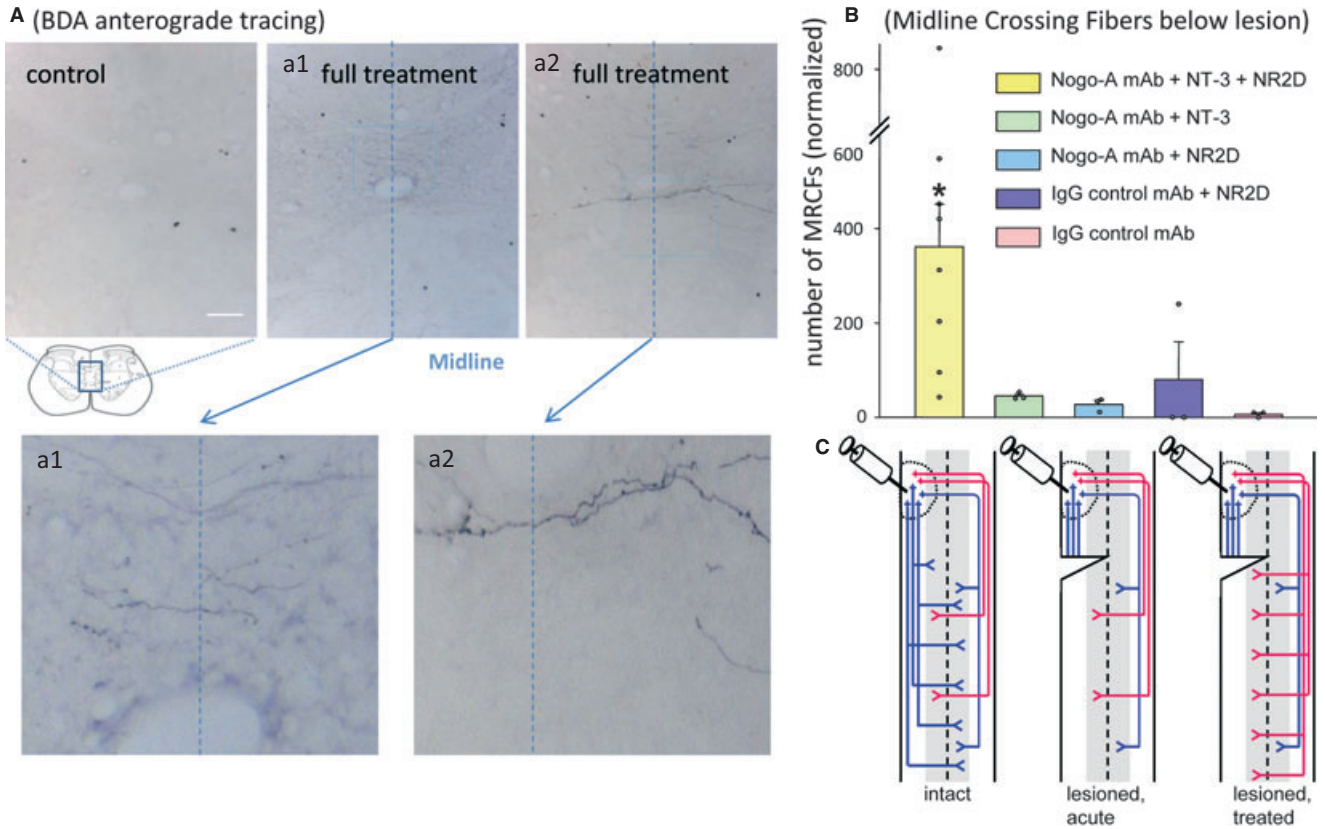 A (BDA anterograde tracing)
control
a1 full treatment
a2 full treatment
Midline
a1
a2
B (Midline Crossing Fibers below lesion)
number of MRCFs (normalized)
800
600
400
200
0
*
Nogo-A mAb + NT-3 + NR2D
Nogo-A mAb + NT-3
Nogo-A mAb + NR2D
IgG control mAb + NR2D
IgG control mAb
C
intact
lesioned,
acute
lesioned,
treated